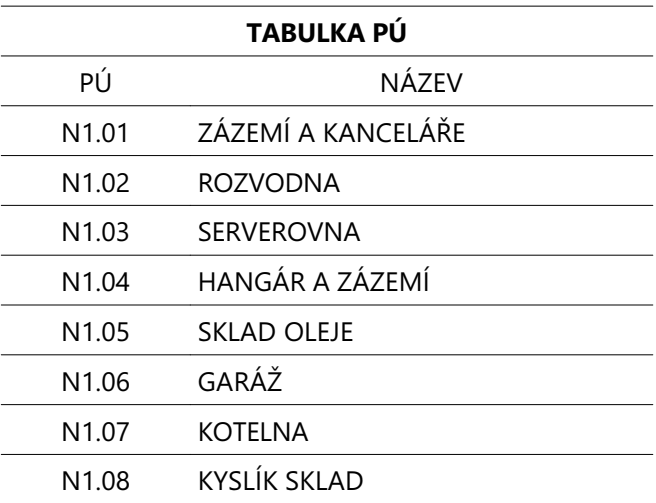 TABULKA PÚ
PÚ NÁZEV
N1.01 ZÁZEMÍ A KANCELÁŘE
N1.02 ROZVODNA
N1.03 SERVEROVNA
N1.04 HANGÁR A ZÁZEMÍ
N1.05 SKLAD OLEJE
N1.06 GARÁŽ
N1.07 KOTELNA
N1.08 KYSLÍK SKLAD